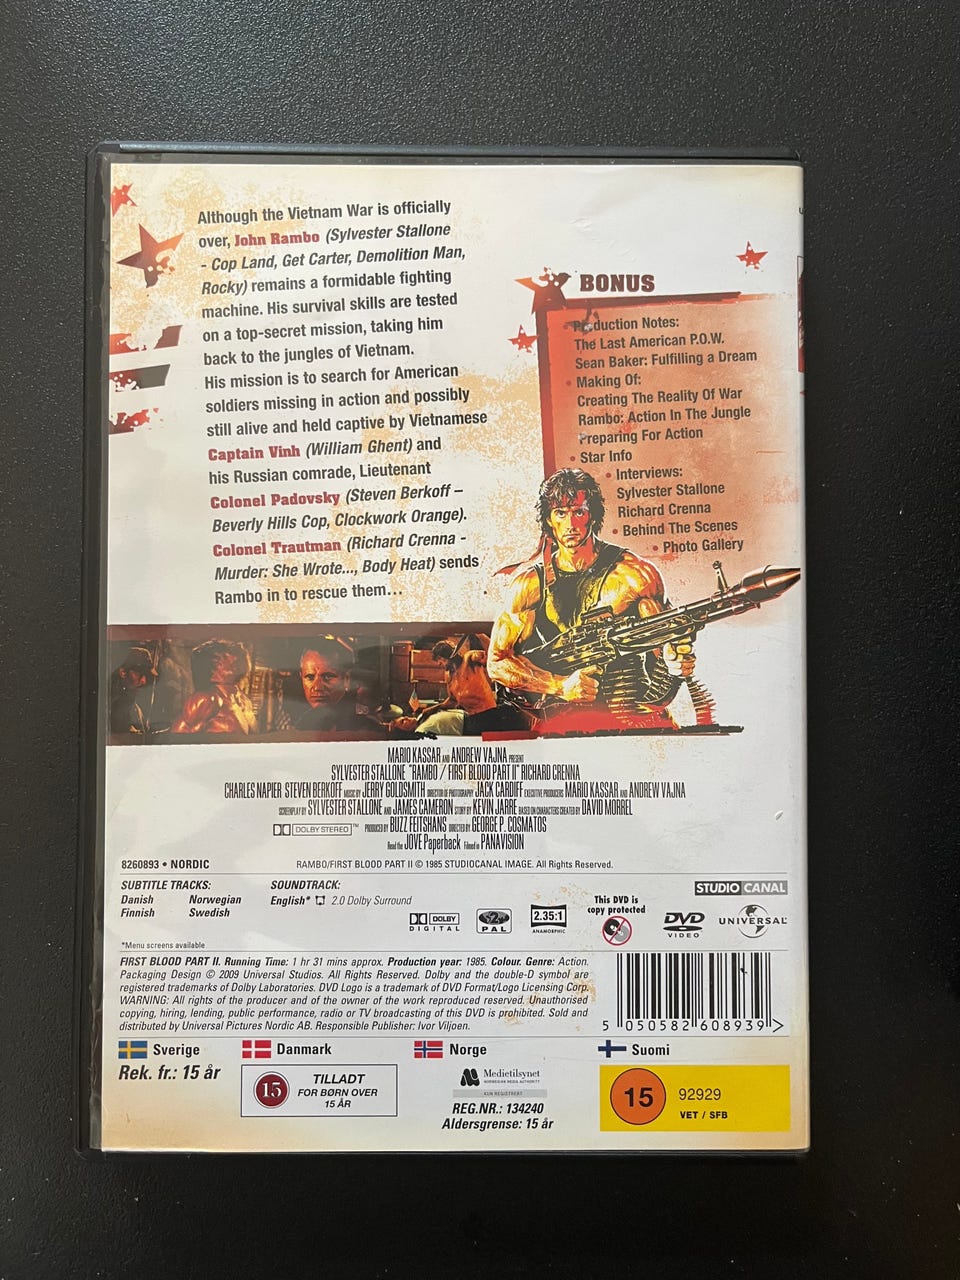 Although the Vietnam War is officially
over, John Rambo (Sylvester Stallone
- Cop Land, Get Carter, Demolition Man,
Rocky) remains a formidable fighting
machine. His survival skills are tested
on a top-secret mission, taking him
back to the jungles of Vietnam.
His mission is to search for American
soldiers missing in action and possibly
still alive and held captive by Vietnamese
Captain Vinh (William Ghent) and
his Russian comrade, Lieutenant
Colonel Padovsky (Steven Berkoff –
Beverly Hills Cop, Clockwork Orange).
Colonel Trautman (Richard Crenna -
Murder: She Wrote..., Body Heat) sends
Rambo in to rescue them...
BONUS
• Production Notes:
The Last American P.O.W.
Sean Baker: Fulfilling a Dream
• Making Of:
Creating The Reality Of War
Rambo: Action In The Jungle
Preparing For Action
• Star Info
• Interviews:
Sylvester Stallone
Richard Crenna
• Behind The Scenes
• Photo Gallery
MARIO KASSAR AND ANDREW VAJNA PRESENT
SYLVESTER STALLONE "RAMBO / FIRST BLOOD PART II" RICHARD CRENNA
CHARLES NAPIER STEVEN BERKOFF MUSIC BY JERRY GOLDSMITH DIRECTOR OF PHOTOGRAPHY JACK CARDIFF EXECUTIVE PRODUCERS MARIO KASSAR AND ANDREW VAJNA
SCREENPLAY BY SYLVESTER STALLONE AND JAMES CAMERON STORY BY KEVIN JARRE BASED ON CHARACTERS CREATED BY DAVID MORREL
DOLBY STEREO™ PRODUCED BY BUZZ FEITSHANS DIRECTED BY GEORGE P. COSMATOS
Read the JOVE Paperback Filmed in PANAVISION
8260893 • NORDIC
RAMBO/FIRST BLOOD PART II © 1985 STUDIOCANAL IMAGE. All Rights Reserved.
SUBTITLE TRACKS:
Danish Norwegian
Finnish Swedish
*Menu screens available
SOUNDTRACK:
English* 2.0 Dolby Surround
DOLBY
DIGITAL
2
PAL
2.35:1
ANAMORPHIC
This DVD is
copy protected
STUDIO CANAL
DVD
VIDEO
UNIVERSAL
FIRST BLOOD PART II. Running Time: 1 hr 31 mins approx. Production year: 1985. Colour. Genre: Action.
Packaging Design © 2009 Universal Studios. All Rights Reserved. Dolby and the double-D symbol are
registered trademarks of Dolby Laboratories. DVD Logo is a trademark of DVD Format/Logo Licensing Corp.
WARNING: All rights of the producer and of the owner of the work reproduced reserved. Unauthorised
copying, hiring, lending, public performance, radio or TV broadcasting of this DVD is prohibited. Sold and
distributed by Universal Pictures Nordic AB. Responsible Publisher: Ivor Viljoen.
5 050582 608939 >
Sverige
Rek. fr.: 15 år
Danmark
15
TILLADT
FOR BØRN OVER
15 ÅR
Norge
Medietilsynet
NORWEGIAN MEDIA AUTHORITY
KUN REGISTRERT
REG.NR.: 134240
Aldersgrense: 15 år
Suomi
15
92929
VET / SFB